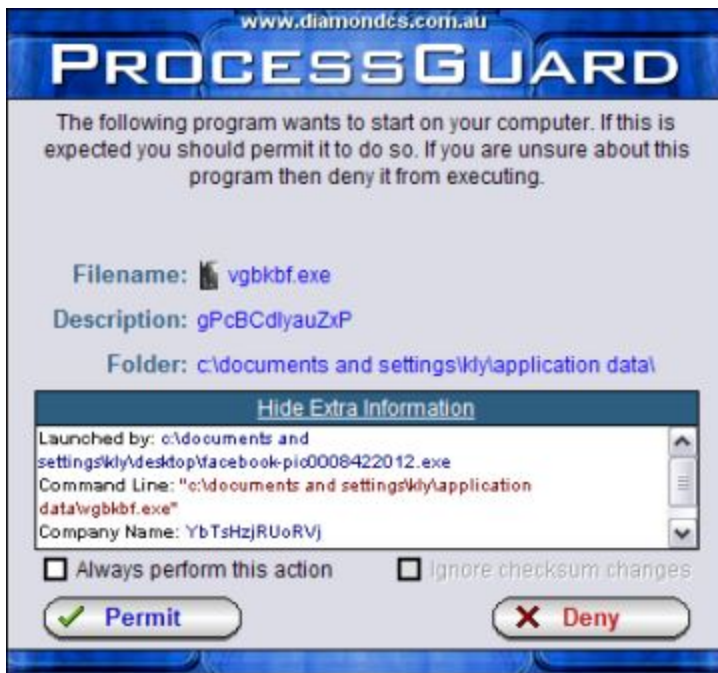 www.diamondcs.com.au
PROCESSGUARD
The following program wants to start on your computer. If this is
expected you should permit it to do so. If you are unsure about this
program then deny it from executing.
Filename: vgbkbf.exe
Description: gPcBCdlyauZxP
Folder: c:\documents and settings\kly\application data\
Hide Extra Information
Launched by: c:\documents and
settings\kly\desktop\facebook-pic0008422012.exe
Command Line: "c:\documents and settings\kly\application
data\vgbkbf.exe"
Company Name: YbTsHzjRUoRVj
Always perform this action
Ignore checksum changes
Permit
Deny